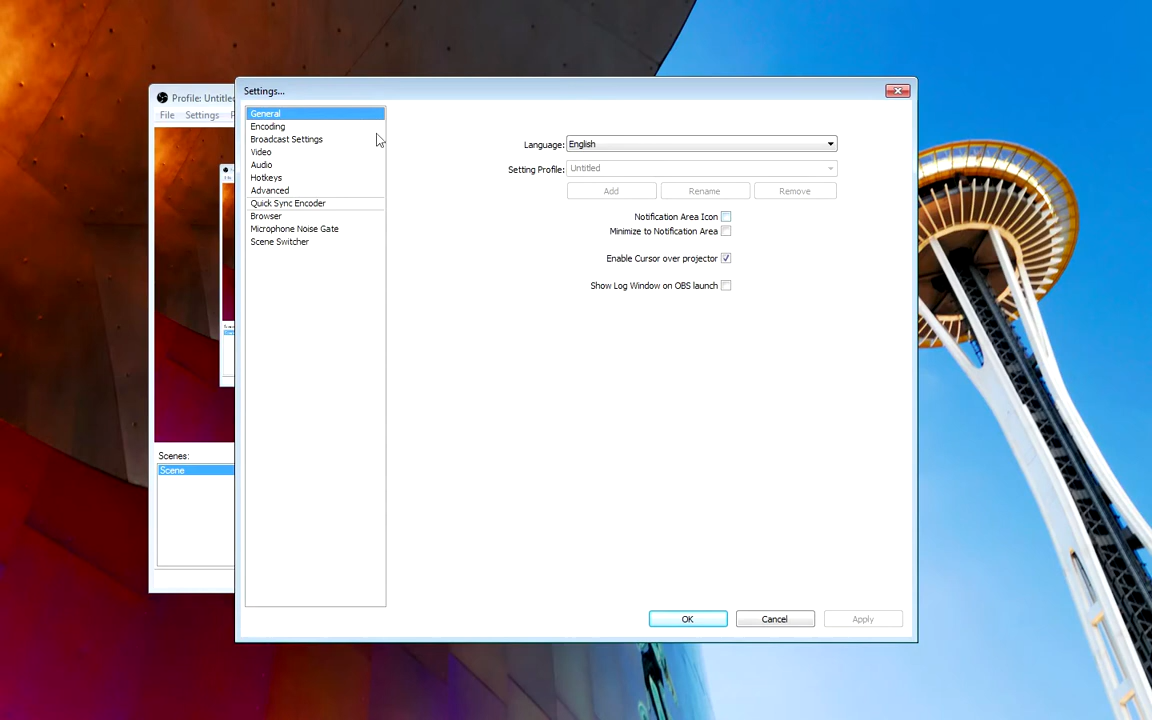 Settings...
Profile: Untitle
File Settings
General
Encoding
Broadcast Settings
Video
Audio
Hotkeys
Advanced
Quick Sync Encoder
Browser
Microphone Noise Gate
Scene Switcher
Language: English
Setting Profile: Untitled
Add Rename Remove
Notification Area Icon
Minimize to Notification Area
Enable Cursor over projector
Show Log Window on OBS launch
Scenes:
Scene
OK Cancel Apply